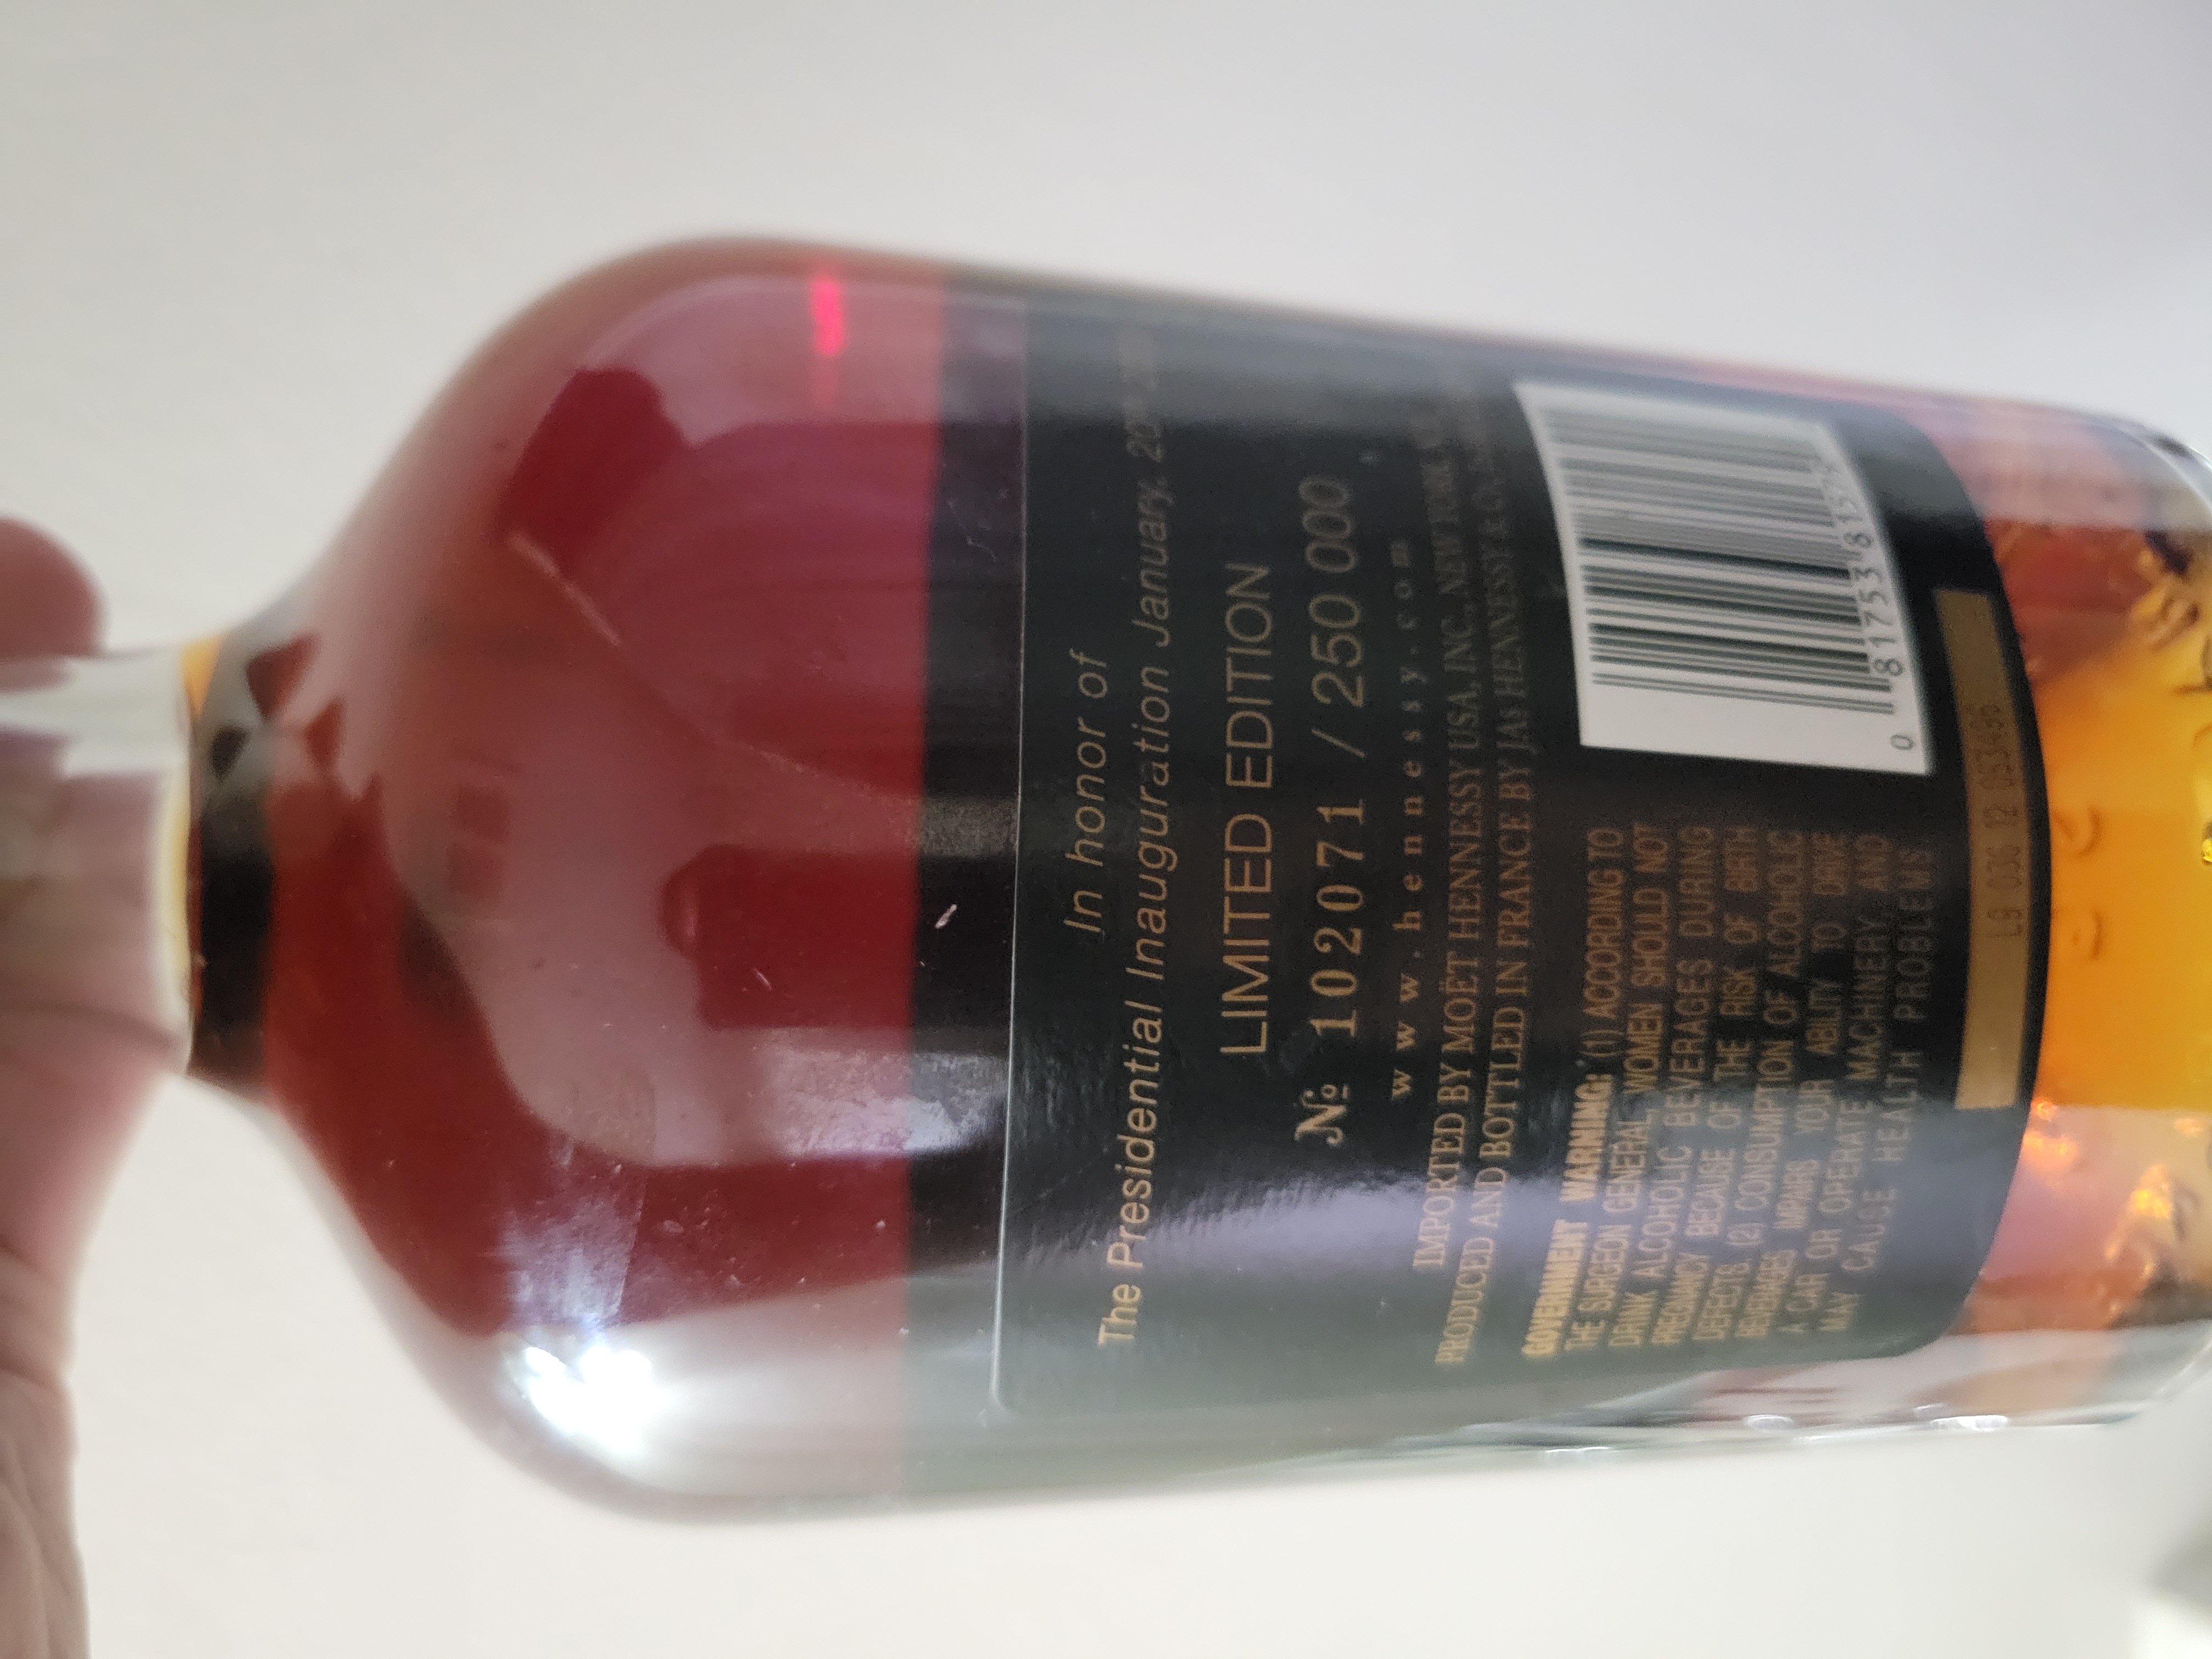 In honor of
The Presidential Inauguration January, 20
LIMITED EDITION
№ 102071 / 250 000
www.hennessy.com
IMPORTED BY MOËT HENNESSY USA, INC., NEW YORK,
PRODUCED AND BOTTLED IN FRANCE BY JAs HENNESSY & Co,
GOVERNMENT WARNING: (1) ACCORDING TO
THE SURGEON GENERAL, WOMEN SHOULD NOT
DRINK ALCOHOLIC BEVERAGES DURING
PREGNANCY BECAUSE OF THE RISK OF BIRTH
DEFECTS. (2) CONSUMPTION OF ALCOHOLIC
BEVERAGES IMPAIRS YOUR ABILITY TO DRIVE
A CAR OR OPERATE MACHINERY, AND
MAY CAUSE HEALTH PROBLEMS